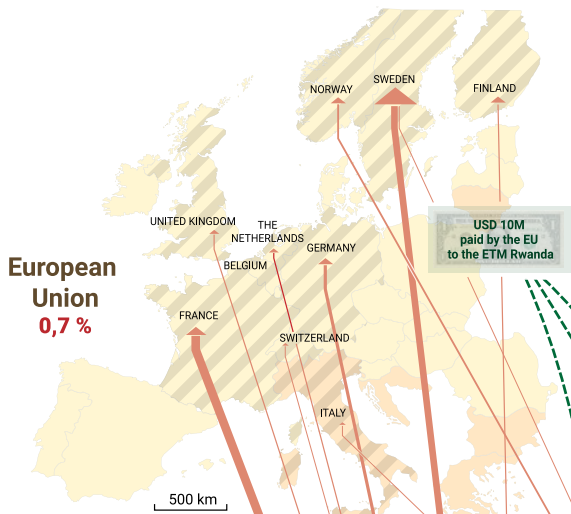 NORWAY
SWEDEN
FINLAND
UNITED KINGDOM
THE
NETHERLANDS
BELGIUM
GERMANY
USD 10M
paid by the EU
to the ETM Rwanda
European
Union
0,7 %
FRANCE
SWITZERLAND
ITALY
500 km